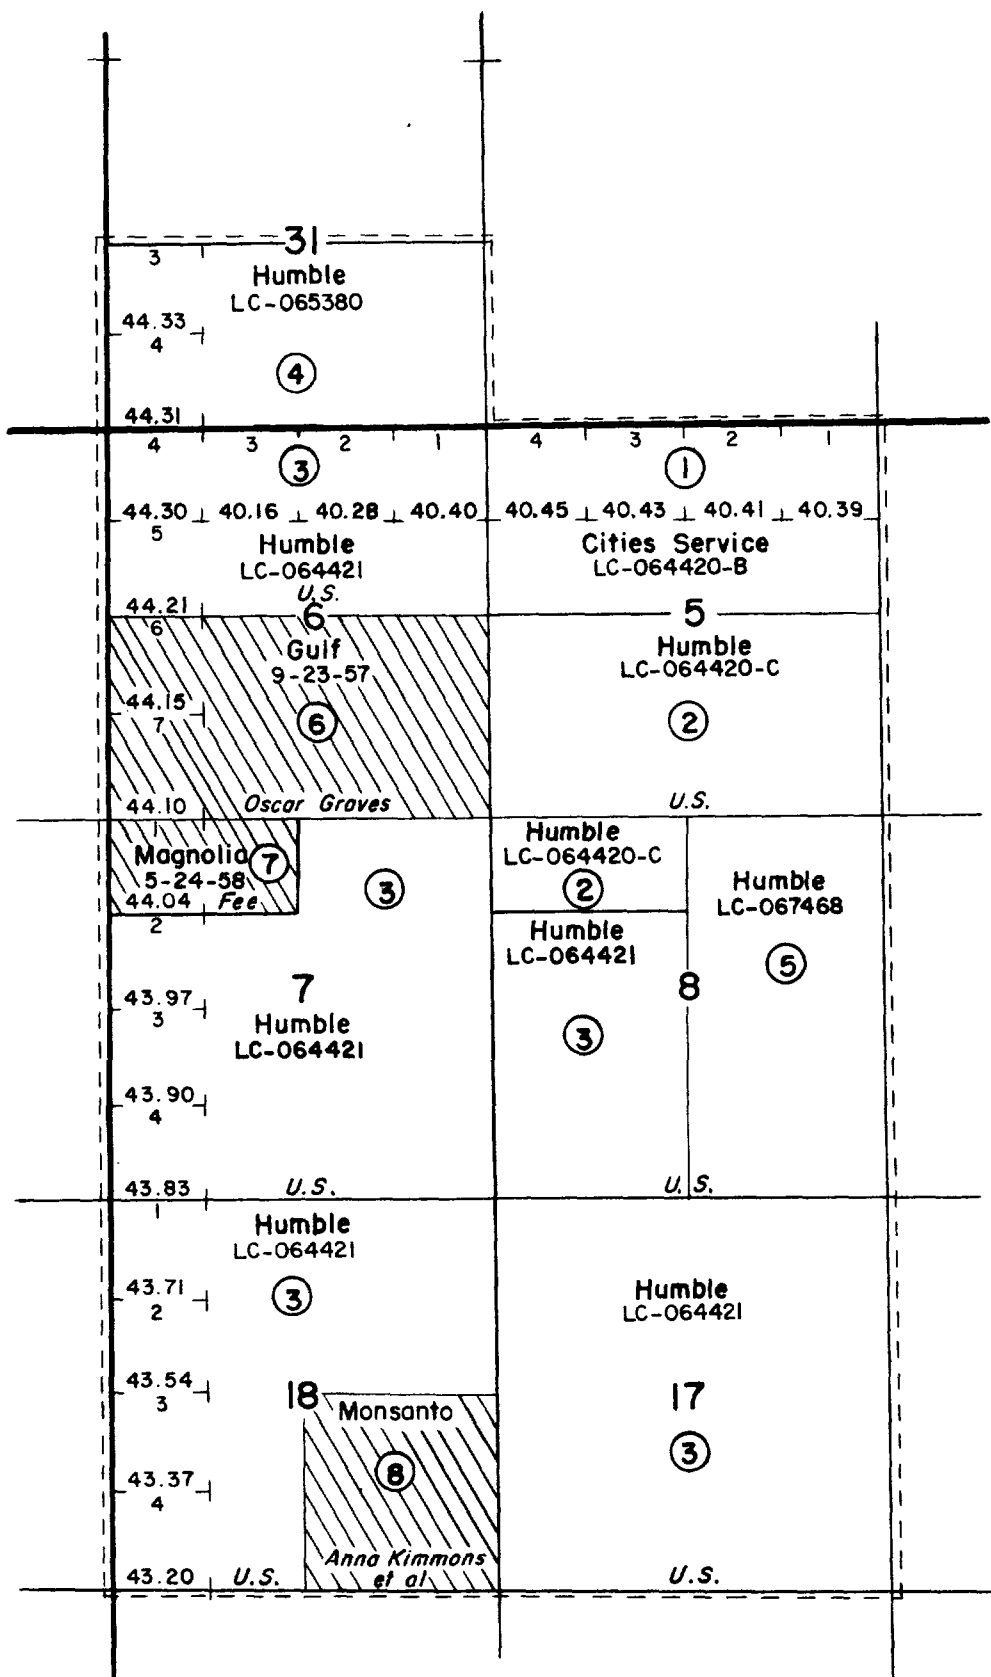 31
3
Humble
LC-065380
44.33
4
4
44.31
4 3 2 1 4 3 2 1
3 1
44.30 40.16 40.28 40.40 40.45 40.43 40.41 40.39
5
Humble
LC-064421
U.S.
Cities Service
LC-064420-B
44.21
6
6
5
Gulf
9-23-57
Humble
LC-064420-C
44.15
7
6
2
44.10
Oscar Graves
U.S.
1
Magnolia
5-24-58
7
44.04 Fee
2
3
Humble
LC-064420-C
2
Humble
LC-064421
Humble
LC-067468
5
7
8
43.97
3
Humble
LC-064421
3
43.90
4
43.83
U.S.
U.S.
1
Humble
LC-064421
43.71
2
3
Humble
LC-064421
43.54
3
18
17
Monsanto
3
43.37
4
8
Anna Kimmons
et al
43.20 U.S.
U.S.